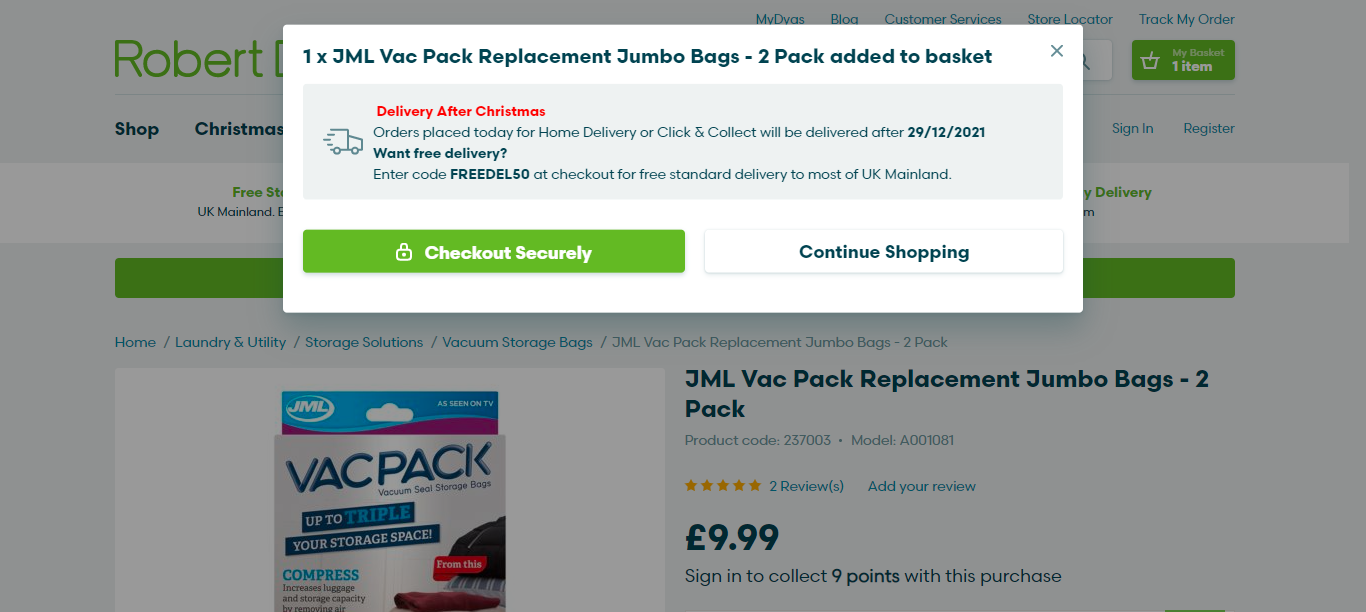 MyDyas Blog Customer Services Store Locator Track My Order
Robert
My Basket
1 item
1 x JML Vac Pack Replacement Jumbo Bags - 2 Pack added to basket
Delivery After Christmas
Orders placed today for Home Delivery or Click & Collect will be delivered after 29/12/2021
Want free delivery?
Enter code FREEDEL50 at checkout for free standard delivery to most of UK Mainland.
Checkout Securely
Continue Shopping
Shop Christmas
Sign In Register
Free
y Delivery
UK Mainland.
m
Home / Laundry & Utility / Storage Solutions / Vacuum Storage Bags / JML Vac Pack Replacement Jumbo Bags - 2 Pack
JML
AS SEEN ON TV
VACPACK
Vacuum Seal Storage Bags
UP TO TRIPLE
YOUR STORAGE SPACE!
From this
COMPRESS
Increases luggage
and storage capacity
by removing air
JML Vac Pack Replacement Jumbo Bags - 2
Pack
Product code: 237003 • Model: A001081
2 Review(s) Add your review
£9.99
Sign in to collect 9 points with this purchase